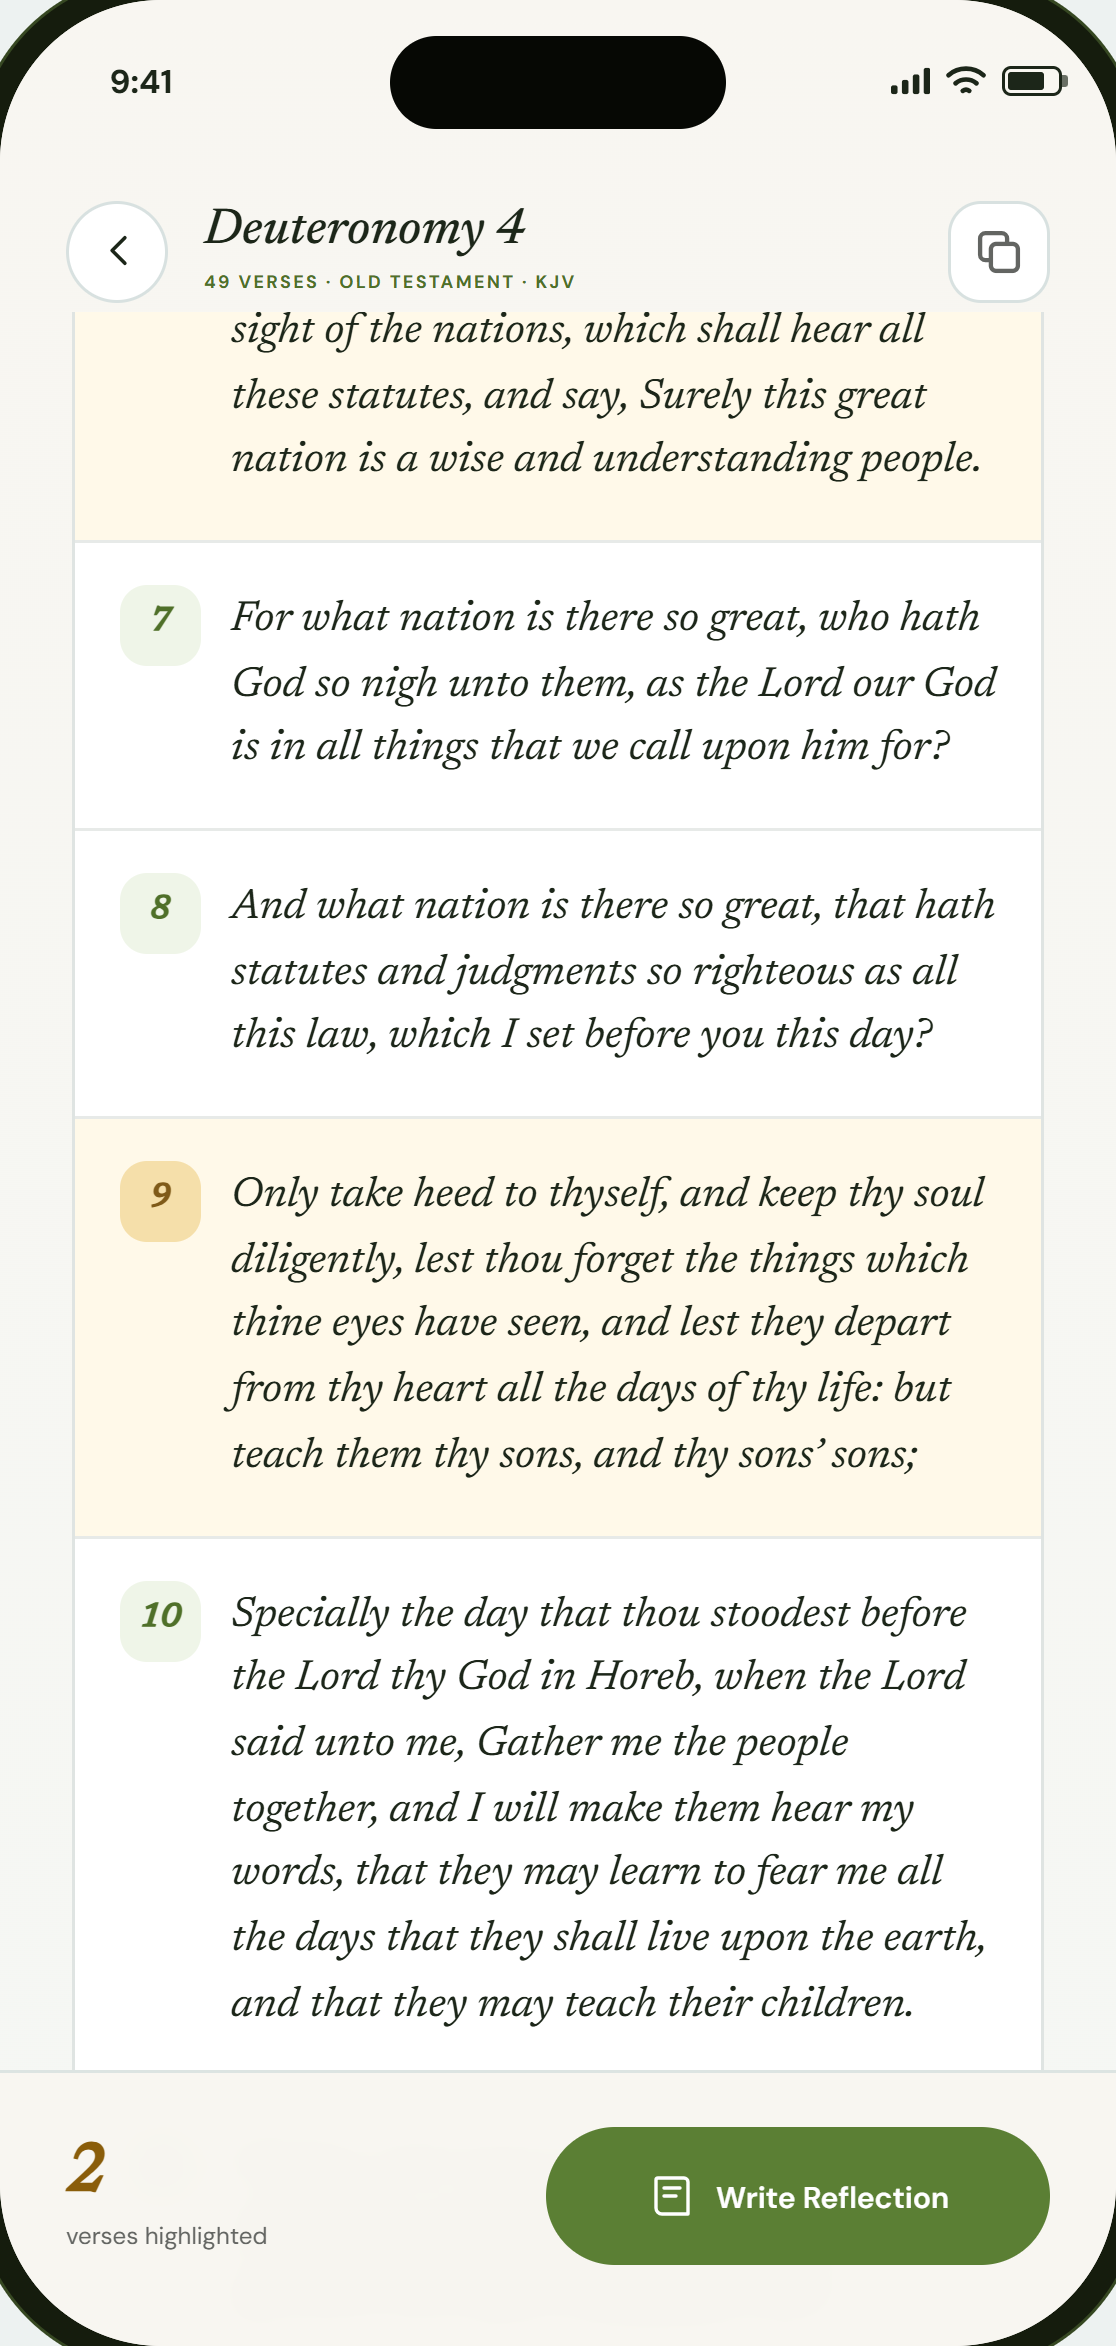 9:41
Deuteronomy 4
49 VERSES · OLD TESTAMENT · KJV
sight of the nations, which shall hear all
these statutes, and say, Surely this great
nation is a wise and understanding people.
7
For what nation is there so great, who hath
God so nigh unto them, as the Lord our God
is in all things that we call upon him for?
8
And what nation is there so great, that hath
statutes and judgments so righteous as all
this law, which I set before you this day?
9
Only take heed to thyself, and keep thy soul
diligently, lest thou forget the things which
thine eyes have seen, and lest they depart
from thy heart all the days of thy life: but
teach them thy sons, and thy sons’ sons;
10
Specially the day that thou stoodest before
the Lord thy God in Horeb, when the Lord
said unto me, Gather me the people
together, and I will make them hear my
words, that they may learn to fear me all
the days that they shall live upon the earth,
and that they may teach their children.
2
verses highlighted
Write Reflection